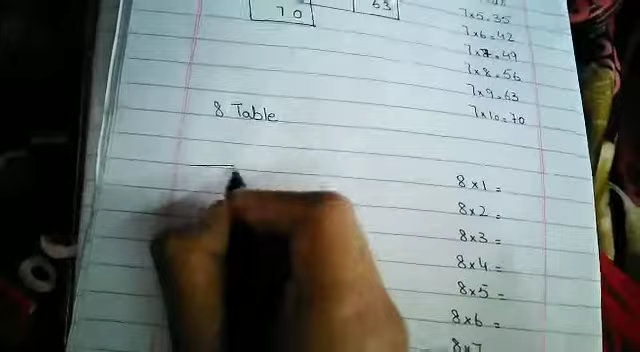 70
63
7x5=35
7x6=42
7x7=49
7x8=56
7x9=63
7x10=70
8 Table
8x1=
8x2=
8x3=
8x4=
8x5=
8x6=
8x7